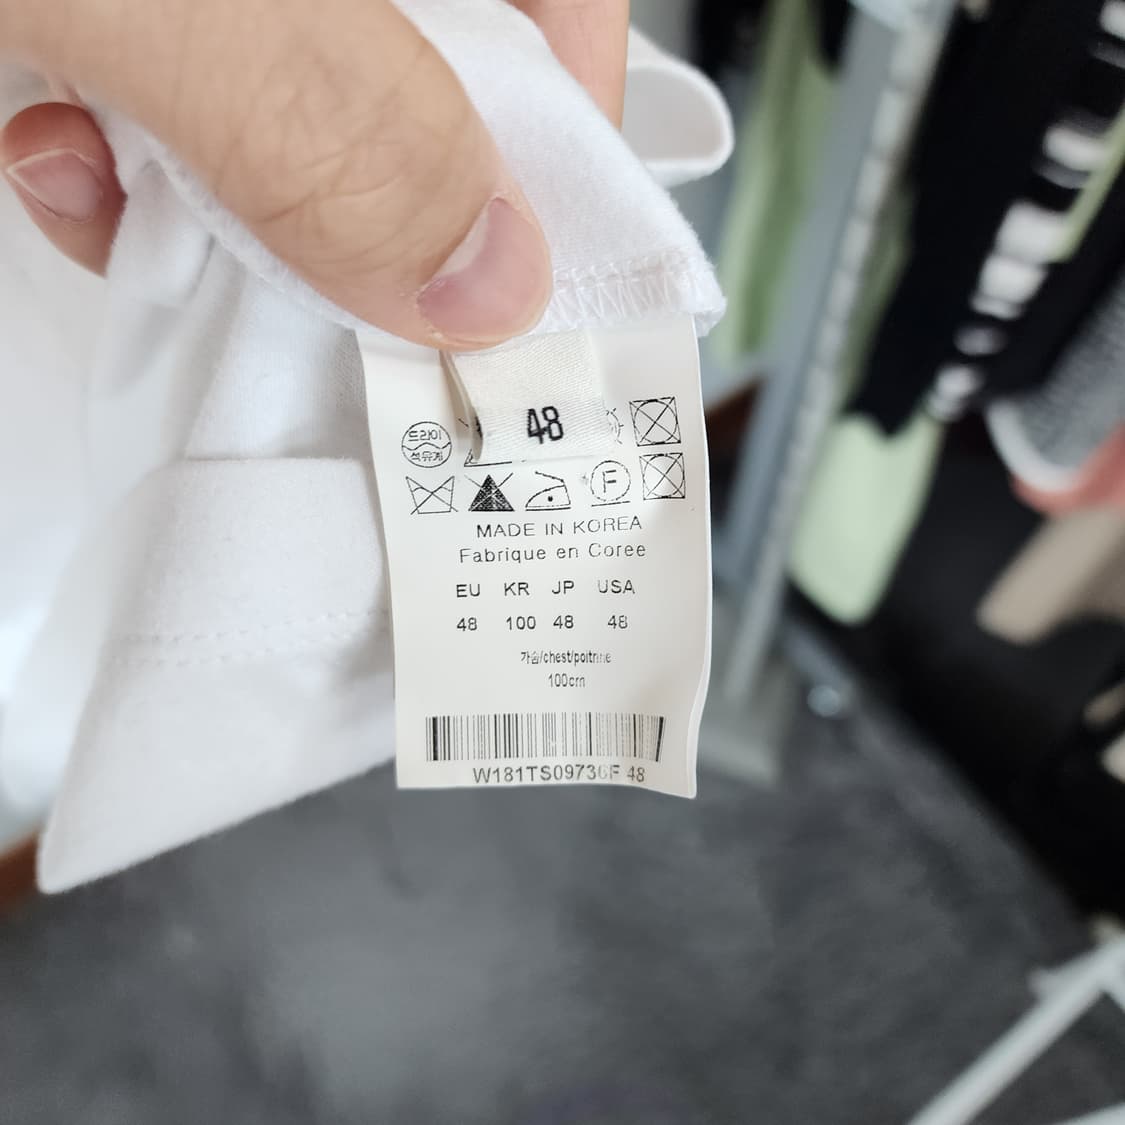 48
드라이
석유계
F
MADE IN KOREA
Fabrique en Coree
EU KR JP USA
48 100 48 48
가슴/chest/poitrine
100cm
W181TS09736F 48